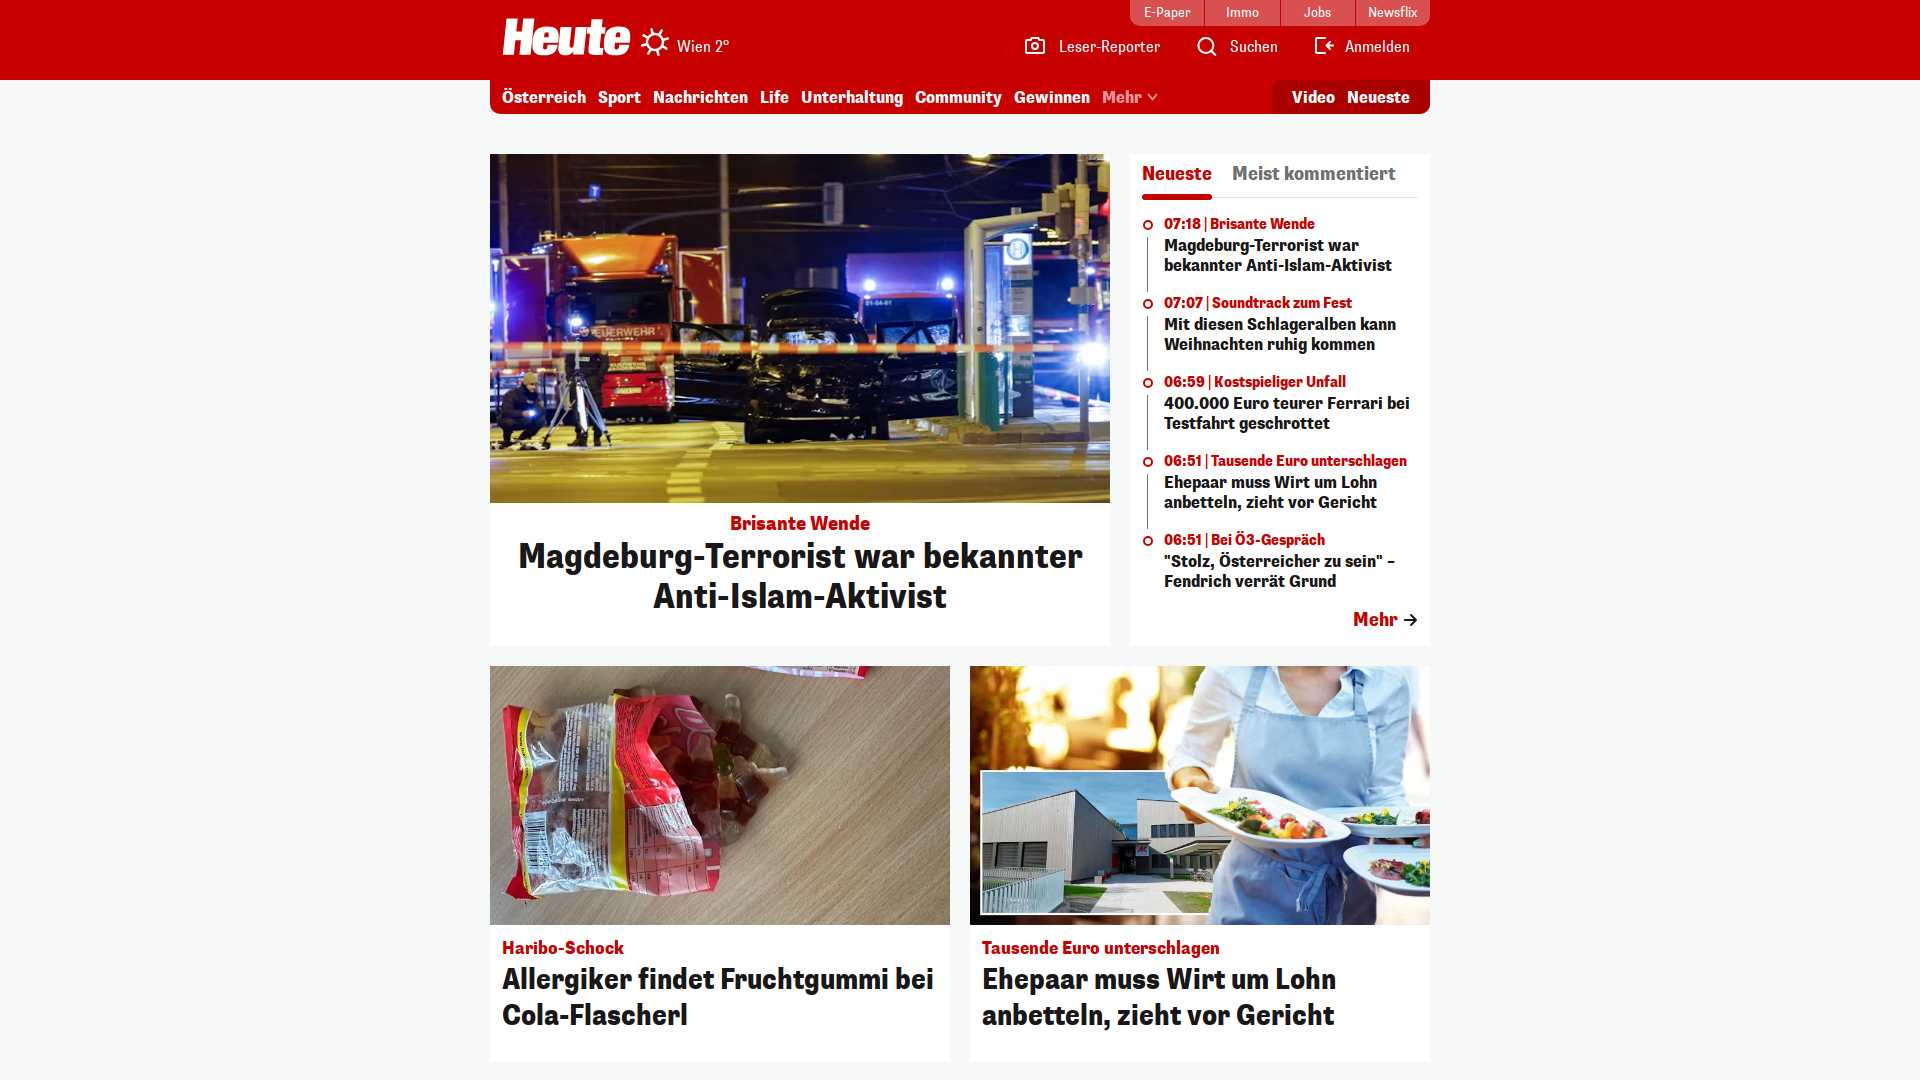 E-Paper
Immo
Jobs
Newsflix
Heute
Wien 2°
Leser-Reporter
Suchen
Anmelden
Österreich
Sport
Nachrichten
Life
Unterhaltung
Community
Gewinnen
Mehr
Video
Neueste
FEUERWEHR
Brisante Wende
Magdeburg-Terrorist war bekannter
Anti-Islam-Aktivist
Neueste
Meist kommentiert
07:18 | Brisante Wende
Magdeburg-Terrorist war
bekannter Anti-Islam-Aktivist
07:07 | Soundtrack zum Fest
Mit diesen Schlageralben kann
Weihnachten ruhig kommen
06:59 | Kostspieliger Unfall
400.000 Euro teurer Ferrari bei
Testfahrt geschrottet
06:51 | Tausende Euro unterschlagen
Ehepaar muss Wirt um Lohn
anbetteln, zieht vor Gericht
06:51 | Bei Ö3-Gespräch
"Stolz, Österreicher zu sein" –
Fendrich verrät Grund
Mehr
Haribo-Schock
Allergiker findet Fruchtgummi bei
Cola-Flascherl
Tausende Euro unterschlagen
Ehepaar muss Wirt um Lohn
anbetteln, zieht vor Gericht